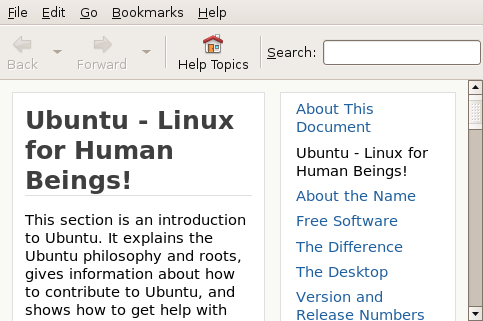 File Edit Go Bookmarks Help
Back Forward Help Topics Search:
Ubuntu - Linux
for Human
Beings!
This section is an introduction
to Ubuntu. It explains the
Ubuntu philosophy and roots,
gives information about how
to contribute to Ubuntu, and
shows how to get help with
About This
Document
Ubuntu - Linux for
Human Beings!
About the Name
Free Software
The Difference
The Desktop
Version and
Release Numbers